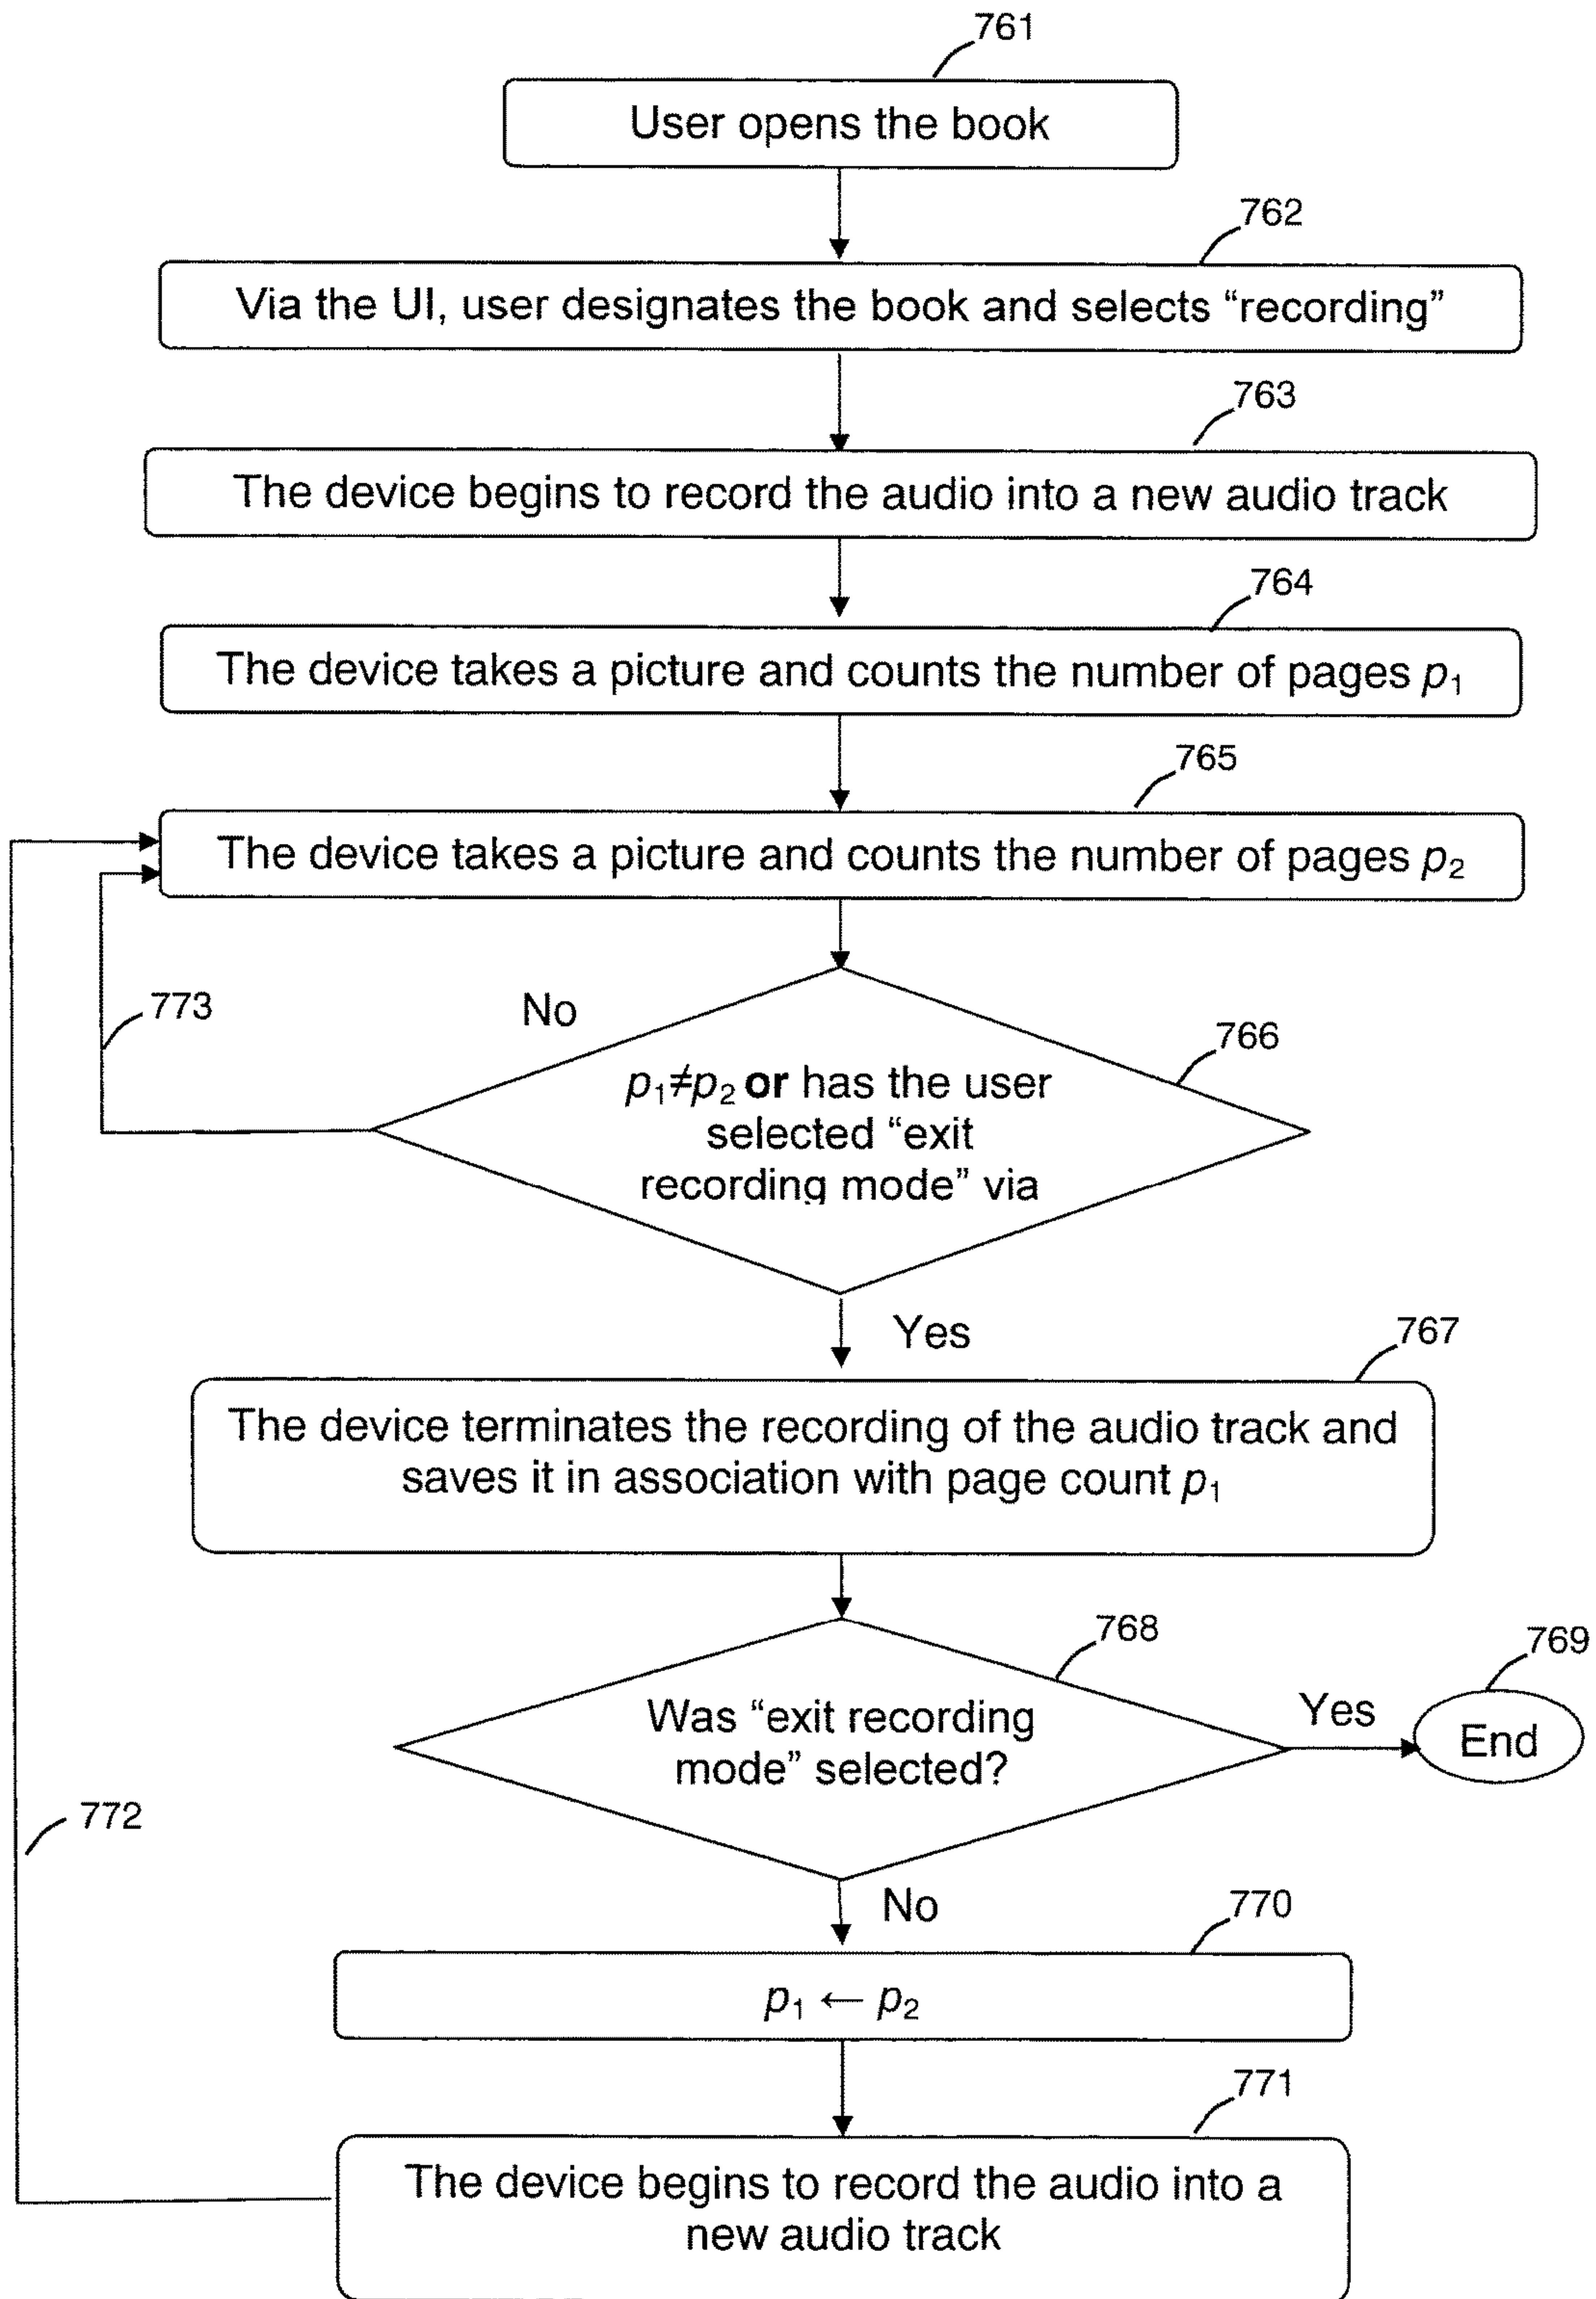 761
User opens the book
762
Via the UI, user designates the book and selects “recording”
763
The device begins to record the audio into a new audio track
764
The device takes a picture and counts the number of pages p₁
765
The device takes a picture and counts the number of pages p₂
773
No
766
p₁≠p₂ or has the user
selected “exit
recording mode” via
Yes
767
The device terminates the recording of the audio track and
saves it in association with page count p₁
768
769
Was “exit recording
mode” selected?
Yes
End
772
No
770
p₁ ← p₂
771
The device begins to record the audio into a
new audio track